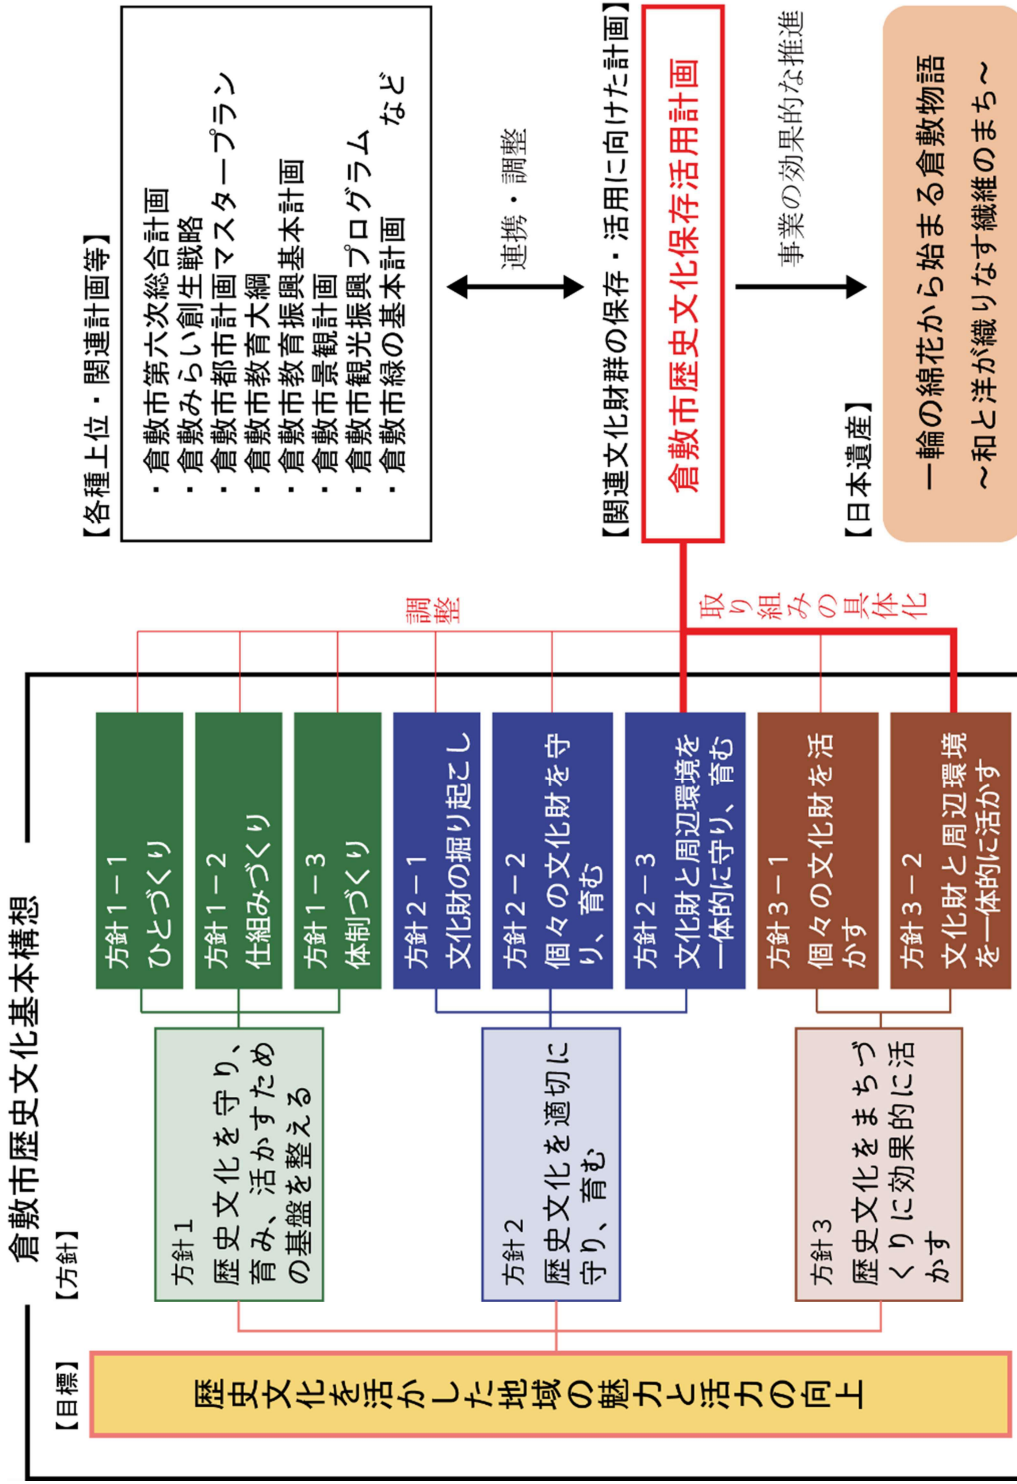 倉敷市歴史文化基本構想
【目標】
歴史文化を活かした地域の魅力と活力の向上
【方針】
方針1
歴史文化を守り、
育み、活かすため
の基盤を整える
方針2
歴史文化を適切に
守り、育む
方針3
歴史文化をまちづ
くりに効果的に活
かす
方針1-1
ひとづくり
方針1-2
仕組みづくり
方針1-3
体制づくり
方針2-1
文化財の掘り起こし
方針2-2
個々の文化財を守
り、育む
方針2-3
文化財と周辺環境を
一体的に守り、育む
方針3-1
個々の文化財を活
かす
方針3-2
文化財と周辺環境
を一体的に活かす
調整
取り組みの具体化
【各種上位・関連計画等】
・倉敷市第六次総合計画
・倉敷みらい創生戦略
・倉敷市都市計画マスタープラン
・倉敷市教育大綱
・倉敷市教育振興基本計画
・倉敷市景観計画
・倉敷市観光振興プログラム
・倉敷市緑の基本計画 など
連携・調整
【関連文化財群の保存・活用に向けた計画】
倉敷市歴史文化保存活用計画
事業の効果的な推進
【日本遺産】
一輪の綿花から始まる倉敷物語
~和と洋が織りなす繊維のまち~